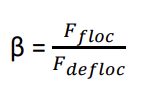 β = F_floc / F_defloc